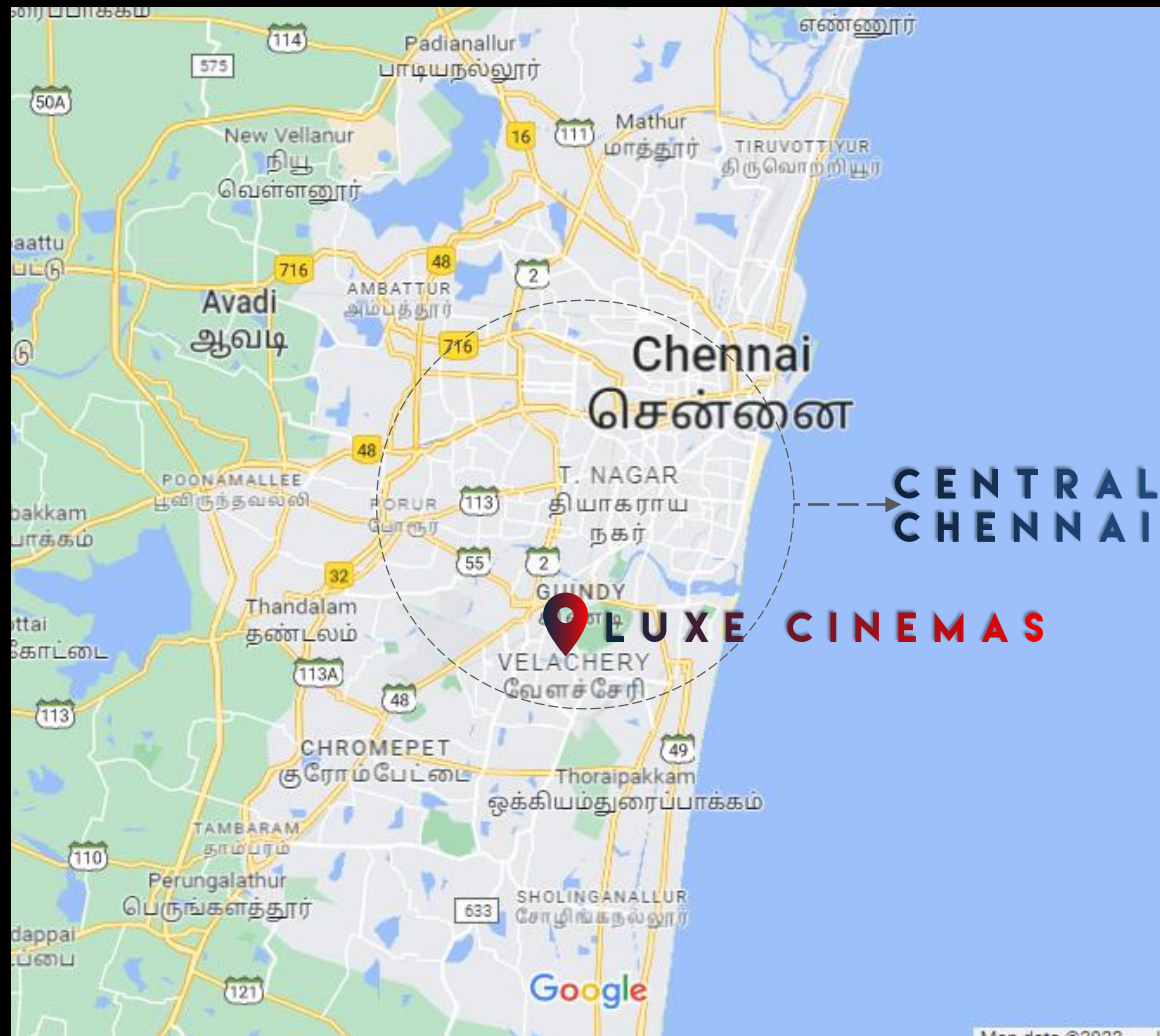 எண்ணூர்
114
Padianallur
பாடியநல்லூர்
575
50A
16
111
Mathur
மாத்தூர்
New Vellanur
நியூ
வெள்ளனூர்
TIRUVOTTIYUR
திருவொற்றியூர்
716
48
2
AMBATTUR
அம்பத்தூர்
Avadi
ஆவடி
716
Chennai
சென்னை
48
POONAMALLEE
பூவிருந்தவல்லி
PORUR
போரூர்
113
T. NAGAR
தியாகராய
நகர்
CENTRAL
CHENNAI
55
2
32
GUINDY
Thandalam
தண்டலம்
LUXE CINEMAS
VELACHERY
வேளச்சேரி
113A
48
113
CHROMEPET
குரோம்பேட்டை
49
Thoraipakkam
ஒக்கியம்துரைப்பாக்கம்
TAMBARAM
தாம்பரம்
110
Perungalathur
பெருங்களத்தூர்
633
SHOLINGANALLUR
சோழிங்கநல்லூர்
121
Google